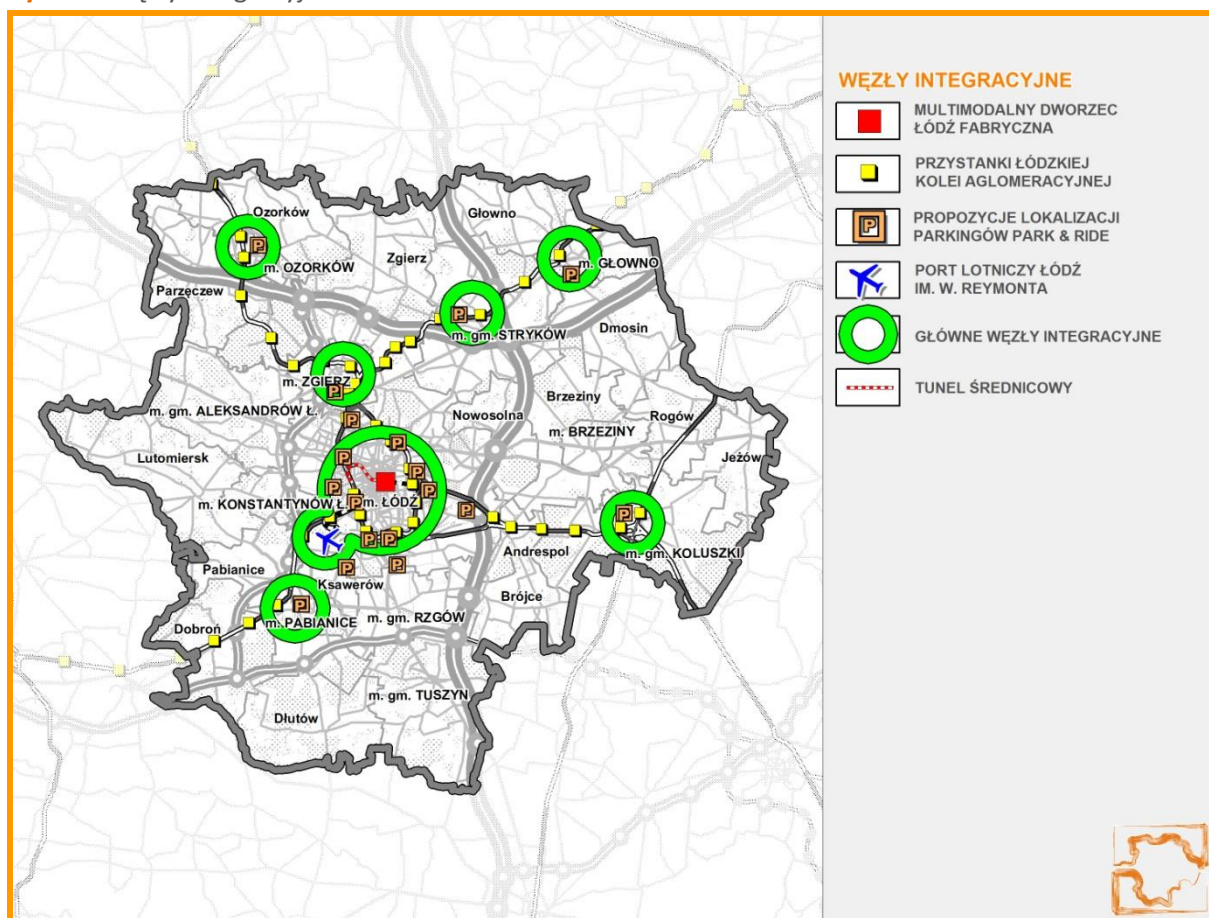 WĘZŁY INTEGRACYJNE
MULTIMODALNY DWORZEC
ŁÓDŹ FABRYCZNA
PRZYSTANKI ŁÓDZKIEJ
KOLEI AGLOMERACYJNEJ
P
PROPOZYCJE LOKALIZACJI
PARKINGÓW PARK & RIDE
PORT LOTNICZY ŁÓDŹ
IM. W. REYMONTA
GŁÓWNE WĘZŁY INTEGRACYJNE
TUNEL ŚREDNICOWY
Ozorków
Głowno
m. OZORKÓW
Zgierz
m. GŁOWNO
Parzęczew
m. gm. STRYKÓW
Dmosin
m. ZGIERZ
m. gm. ALEKSANDRÓW Ł.
Nowosolna
Brzeziny
Rogów
m. BRZEZINY
Lutomiersk
Jeżów
m. KONSTANTYNÓW Ł.
m. ŁÓDŹ
Andrespol
m. gm. KOLUSZKI
Pabianice
Ksawerów
Brójce
m. PABIANICE
m. gm. RZGÓW
Dobroń
m. gm. TUSZYN
Dłutów